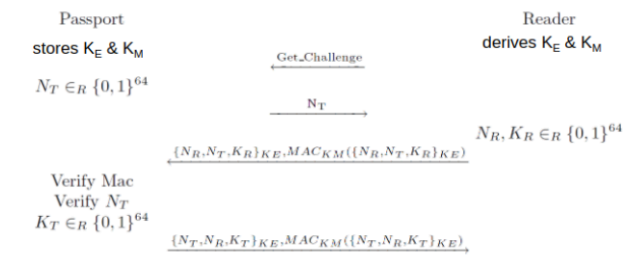 Passport Reader
stores K_E & K_M derives K_E & K_M
Get_Challenge
N_T ∈_R {0,1}^64
N_T
N_R, K_R ∈_R {0,1}^64
{N_R,N_T,K_R}_KE,MAC_KM({N_R,N_T,K_R}_KE)
Verify Mac
Verify N_T
K_T ∈_R {0,1}^64
{N_T,N_R,K_T}_KE,MAC_KM({N_T,N_R,K_T}_KE)